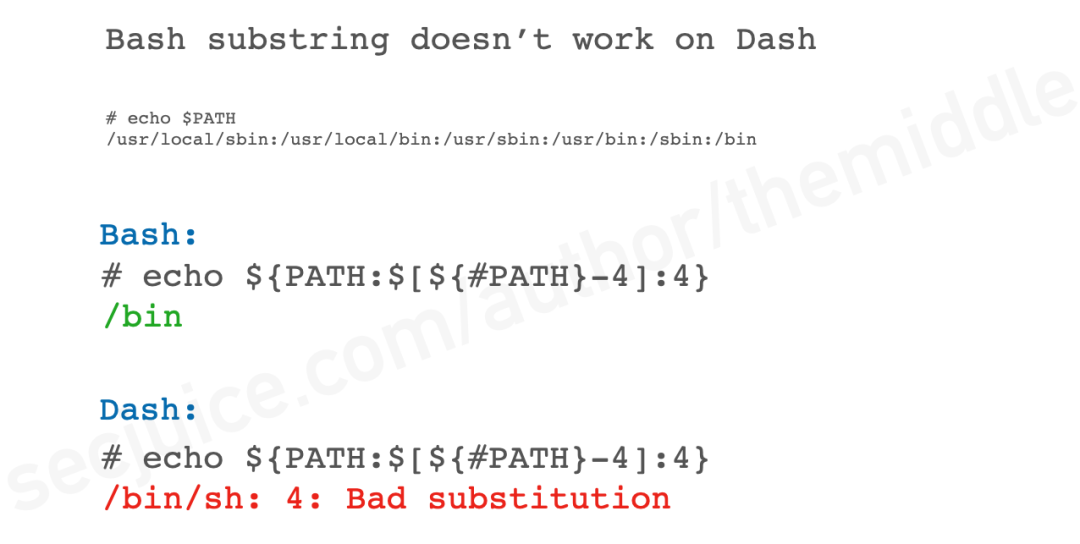 Bash substring doesn’t work on Dash
# echo $PATH
/usr/local/sbin:/usr/local/bin:/usr/sbin:/usr/bin:/sbin:/bin
Bash:
# echo ${PATH:$[${#PATH}-4]:4}
/bin
Dash:
# echo ${PATH:$[${#PATH}-4]:4}
/bin/sh: 4: Bad substitution
secjuice.com/author/themiddle